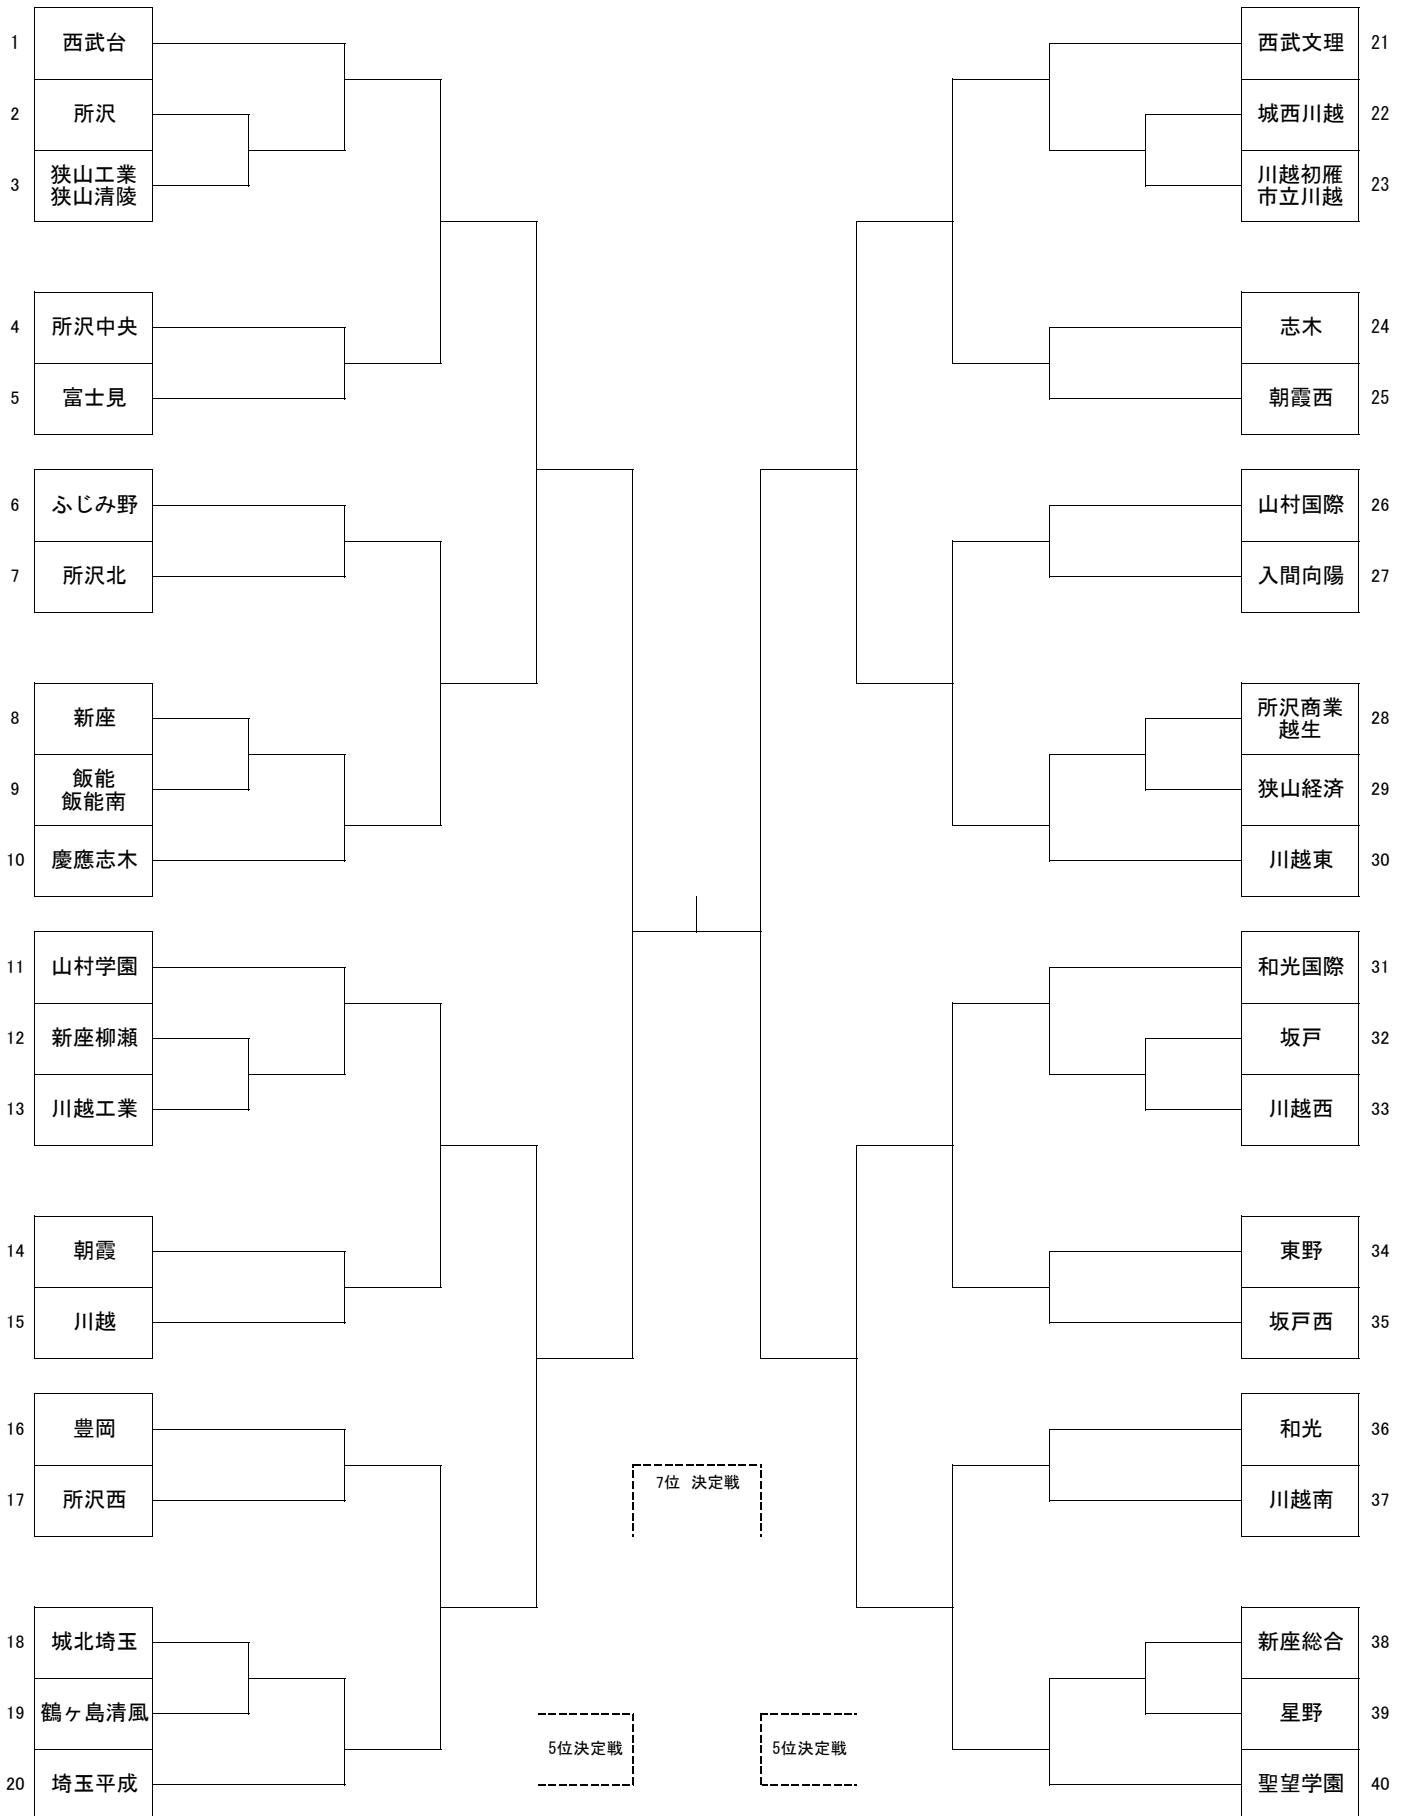 1 西武台
2 所沢
3 狭山工業
狭山清陵
4 所沢中央
5 富士見
6 ふじみ野
7 所沢北
8 新座
9 飯能
飯能南
10 慶應志木
11 山村学園
12 新座柳瀬
13 川越工業
14 朝霞
15 川越
16 豊岡
17 所沢西
18 城北埼玉
19 鶴ヶ島清風
20 埼玉平成
7位 決定戦
5位決定戦
5位決定戦
西武文理 21
城西川越 22
川越初雁
市立川越 23
志木 24
朝霞西 25
山村国際 26
入間向陽 27
所沢商業
越生 28
狭山経済 29
川越東 30
和光国際 31
坂戸 32
川越西 33
東野 34
坂戸西 35
和光 36
川越南 37
新座総合 38
星野 39
聖望学園 40